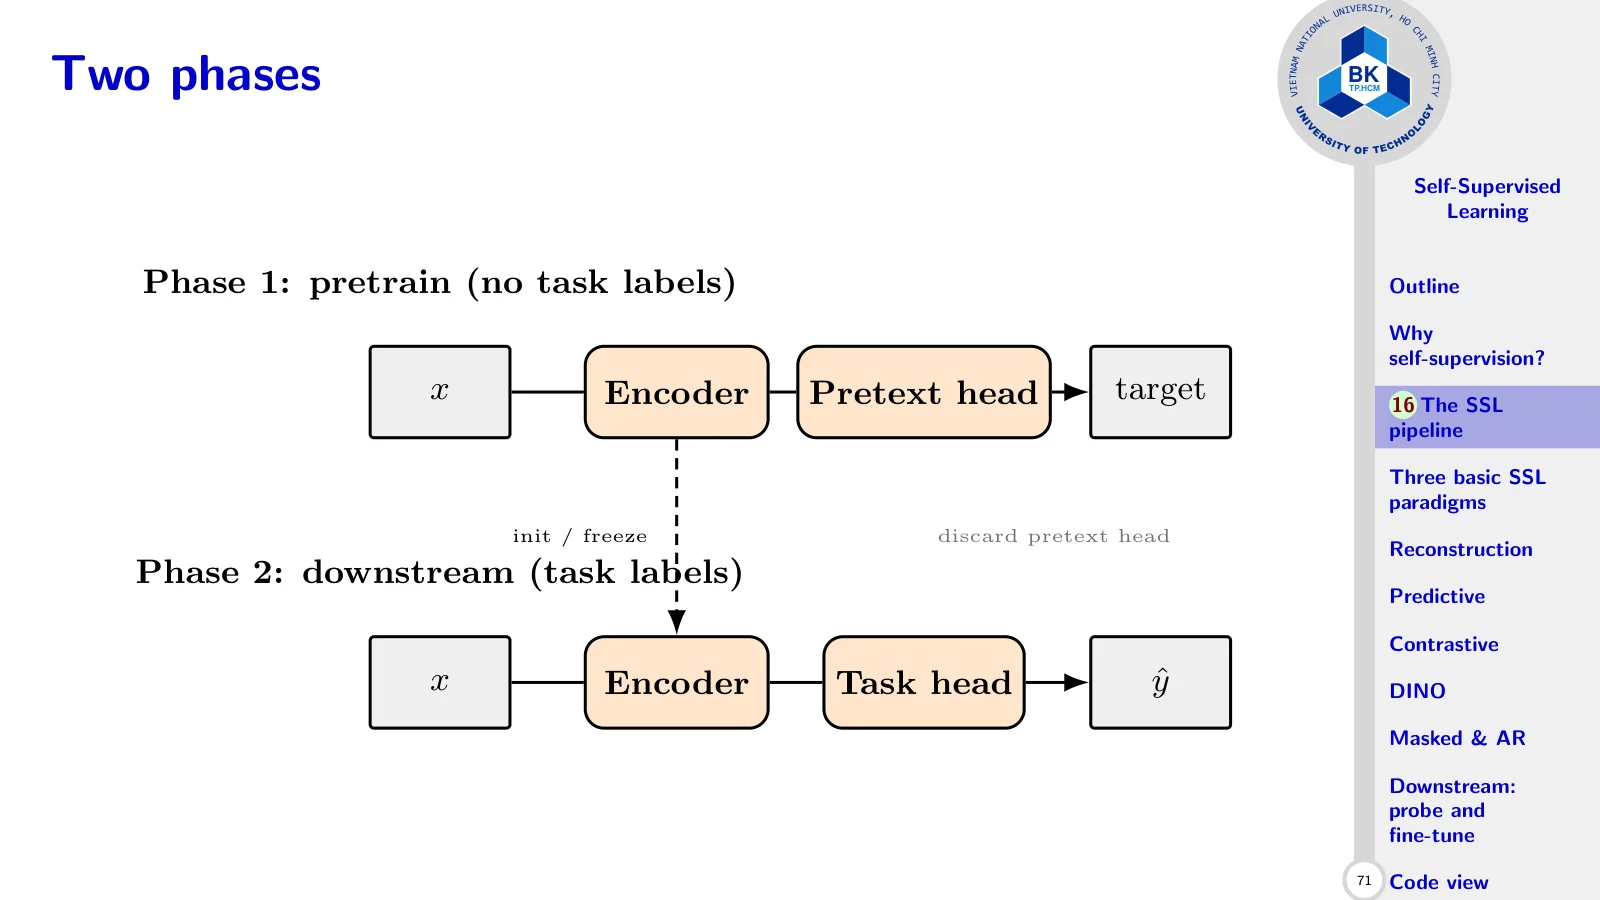 Two phases
Phase 1: pretrain (no task labels)
x
Encoder
Pretext head
target
init / freeze
discard pretext head
Phase 2: downstream (task labels)
x
Encoder
Task head
ŷ
VIETNAM NATIONAL UNIVERSITY, HO CHI MINH CITY
BK
TP.HCM
UNIVERSITY OF TECHNOLOGY
Self-Supervised
Learning
Outline
Why
self-supervision?
16 The SSL
pipeline
Three basic SSL
paradigms
Reconstruction
Predictive
Contrastive
DINO
Masked & AR
Downstream:
probe and
fine-tune
Code view
71